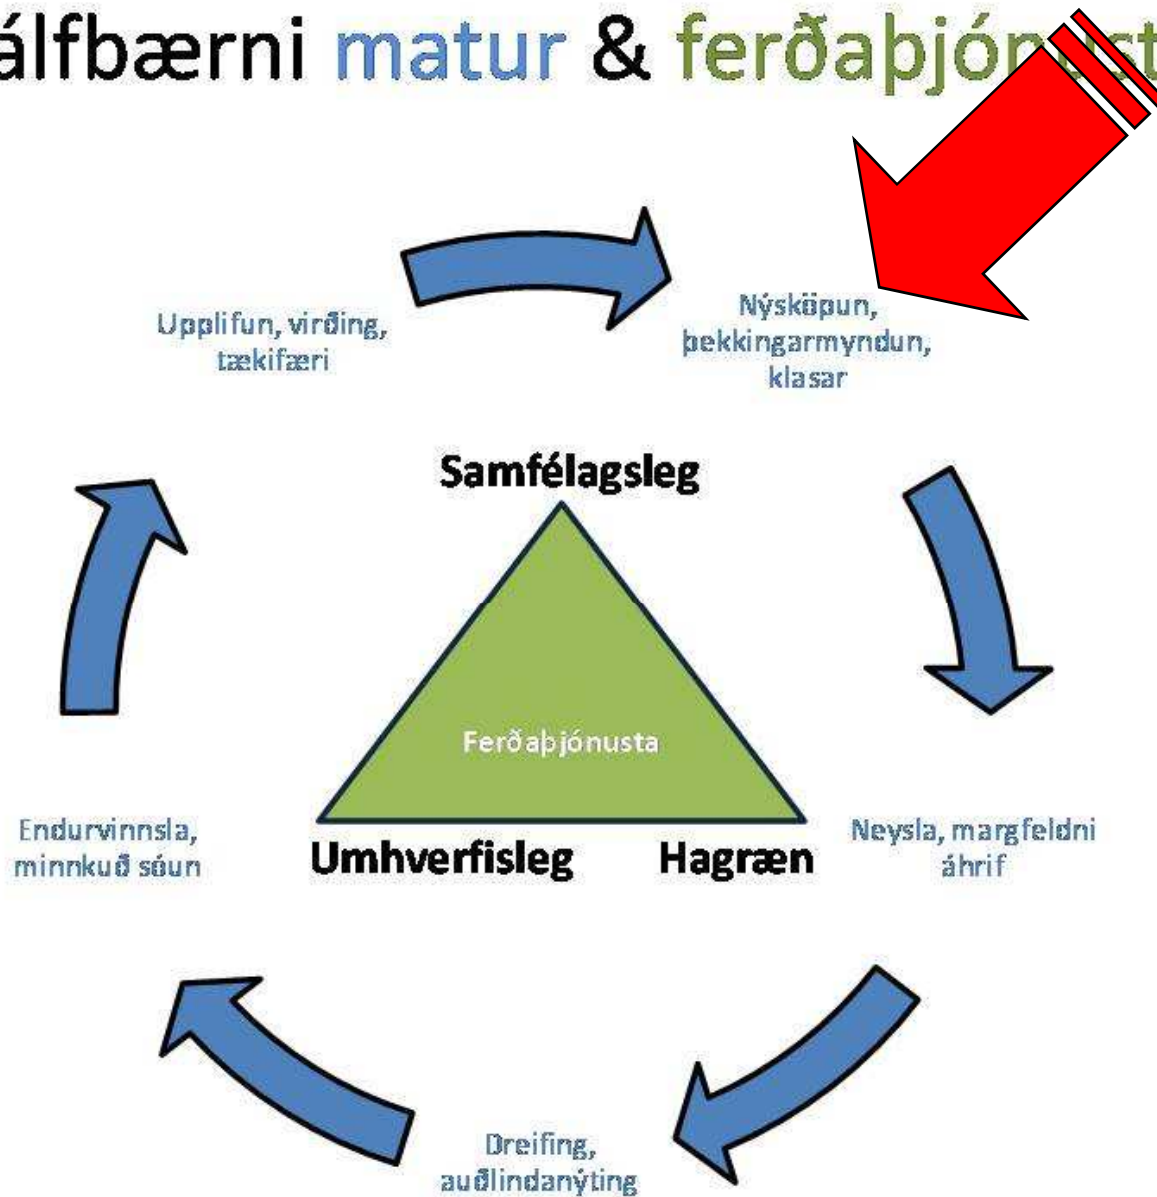 álfbærni matur & ferðaþjónust
Upplifun, virðing,
tækifæri
Nýsköpun,
þekkingarmyndun,
klasar
Samfélagsleg
Ferðaþjónusta
Umhverfisleg Hagræn
Endurvinnsla,
minnkuð sóun
Neysla, margfeldni
áhrif
Dreifing,
auðlindanýting